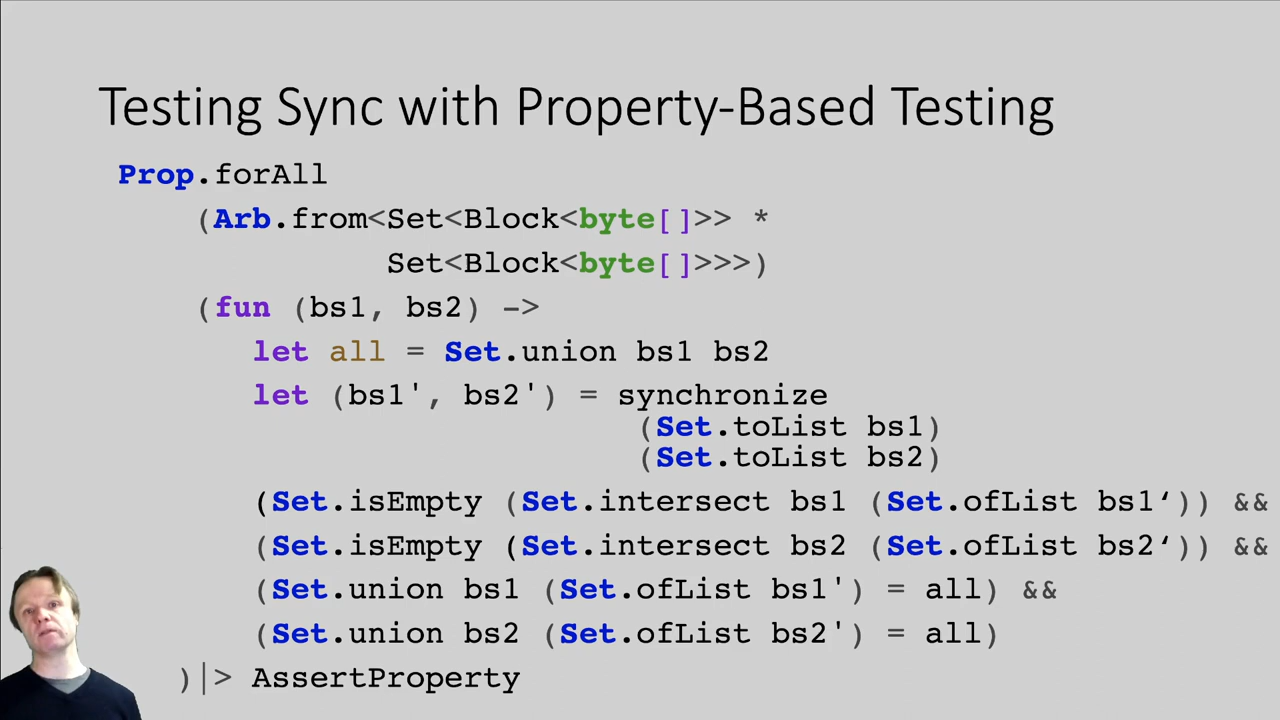 Testing Sync with Property-Based Testing
Prop.forAll
(Arb.from<Set<Block<byte[]>> *
Set<Block<byte[]>>>)
(fun (bs1, bs2) ->
let all = Set.union bs1 bs2
let (bs1', bs2') = synchronize
(Set.toList bs1)
(Set.toList bs2)
(Set.isEmpty (Set.intersect bs1 (Set.ofList bs1‘)) &&
(Set.isEmpty (Set.intersect bs2 (Set.ofList bs2‘)) &&
(Set.union bs1 (Set.ofList bs1') = all) &&
(Set.union bs2 (Set.ofList bs2') = all)
)|> AssertProperty